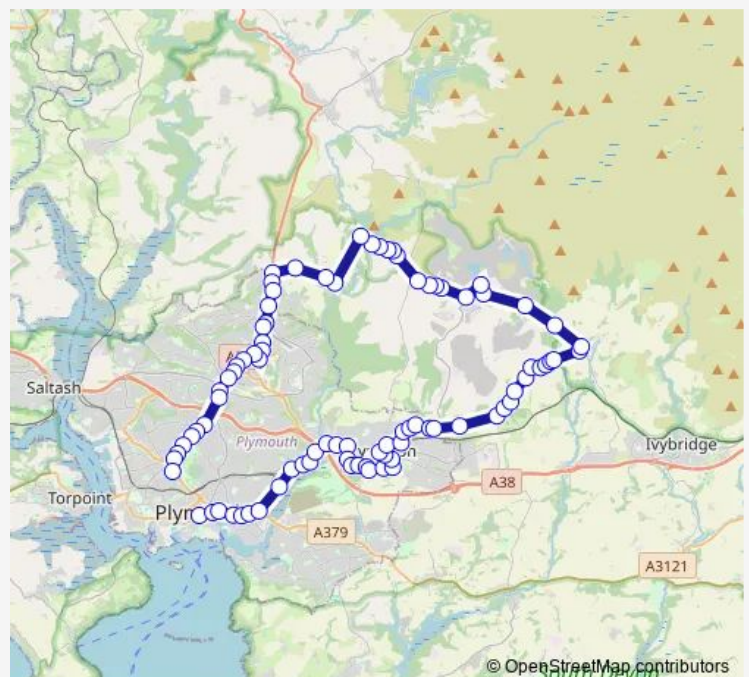 Saltash
Plymouth
Ivybridge
A38
Torpoint
Plym
A379
A3121
© OpenStreetMap contributors